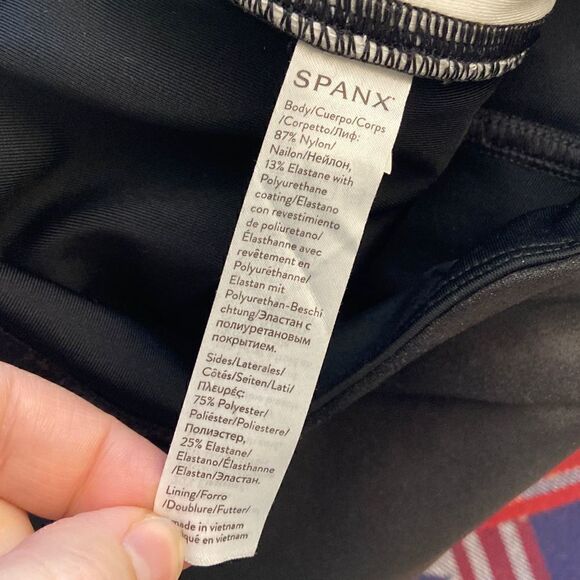 SPANX
Body/Cuerpo/Corps
/Corpetto/Лиф:
87% Nylon/
Nailon/Нейлон,
13% Elastane with
Polyurethane
coating/Elastano
con revestimiento
de poliuretano/
Élasthanne avec
revêtement en
Polyuréthanne/
Elastan mit
Polyurethan-Beschi
chtung/Эластан с
полиуретановым
покрытием.
Sides/Laterales/
Côtés/Seiten/Lati/
Πλευρές:
75% Polyester/
Poliéster/Poliestere/
Полиэстер,
25% Elastane/
Elastano/Élasthanne
/Elastan/Эластан.
Lining/Forro
/Doublure/Futter/
made in vietnam
iqué en vietnam